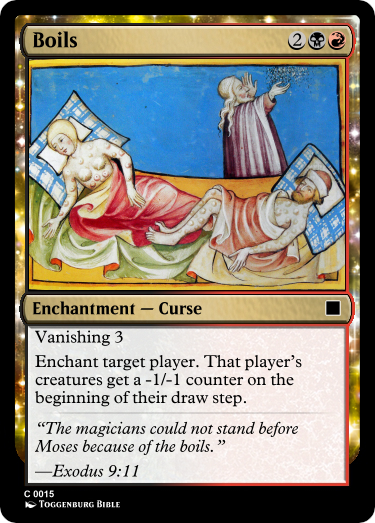 Boils 2
Enchantment — Curse
Vanishing 3
Enchant target player. That player's
creatures get a -1/-1 counter on the
beginning of their draw step.
“The magicians could not stand before
Moses because of the boils.”
—Exodus 9:11
C 0015
Toggenburg Bible